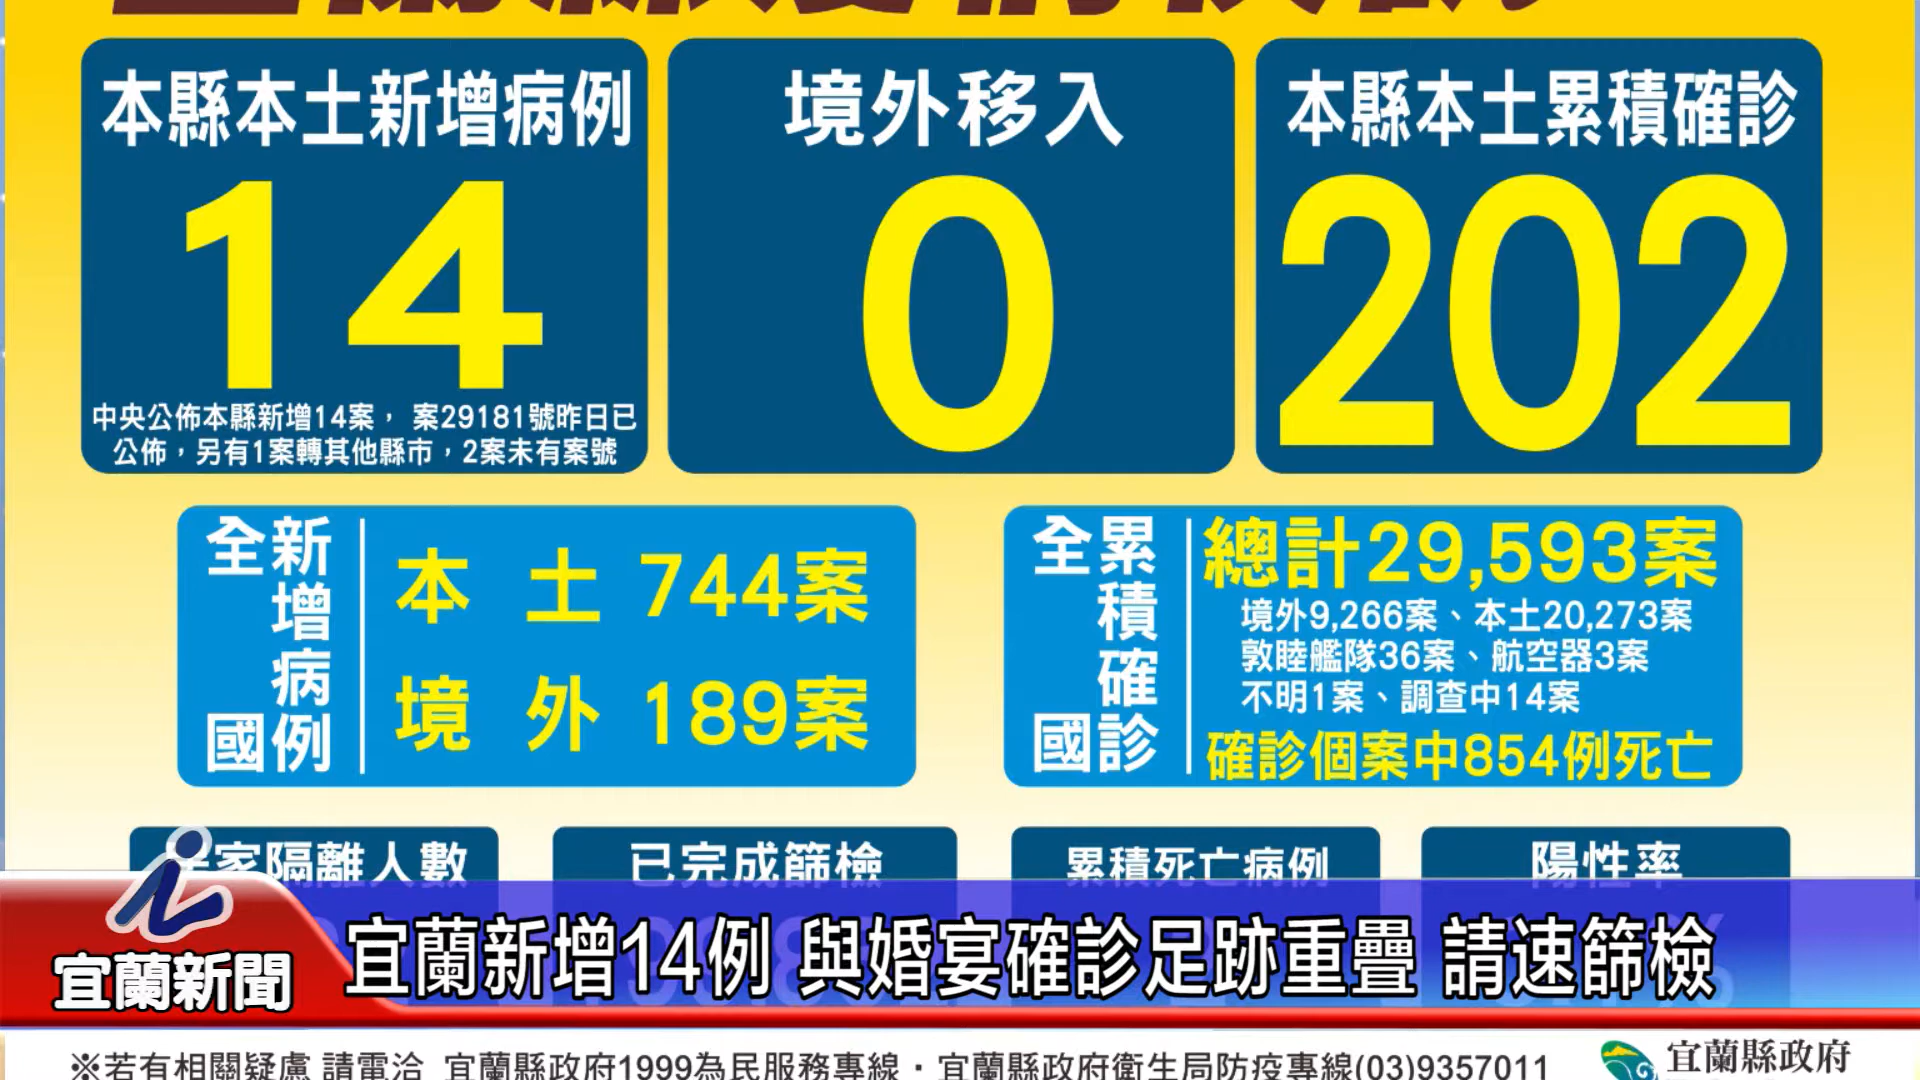 本縣本土新增病例
14
中央公佈本縣新增14案， 案29181號昨日已
公佈，另有1案轉其他縣市，2案未有案號
境外移入
0
本縣本土累積確診
202
全國
新增病例
本 土 744案
境 外 189案
全國
累積確診
總計29,593案
境外9,266案、本土20,273案
敦睦艦隊36案、航空器3案
不明1案、調查中14案
確診個案中854例死亡
家隔離人數
已完成篩檢
累積死亡病例
陽性率
宜蘭新聞
宜蘭新增14例 與婚宴確診足跡重疊 請速篩檢
※若有相關疑慮 請電洽 宜蘭縣政府1999為民服務專線・宜蘭縣政府衛生局防疫專線(03)9357011
宜蘭縣政府